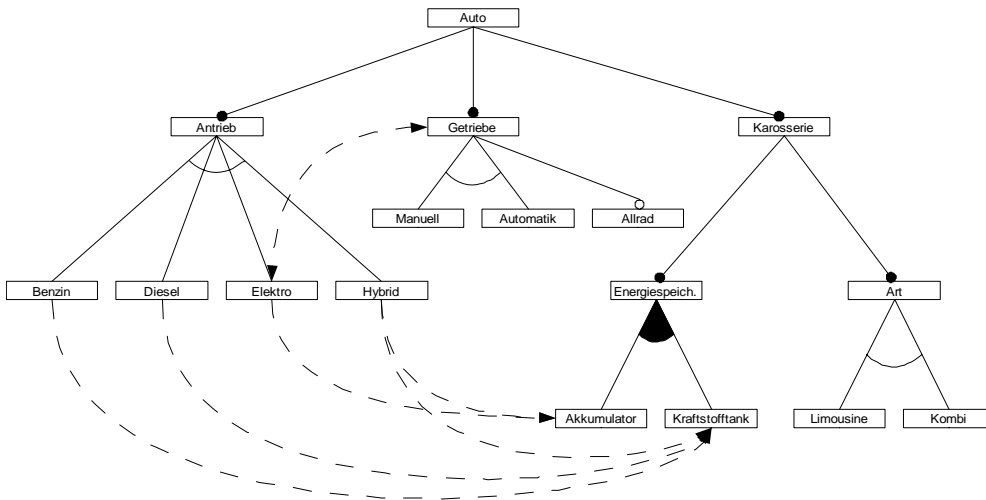 Auto
Antrieb
Getriebe
Karosserie
Manuell
Automatik
Allrad
Benzin
Diesel
Elektro
Hybrid
Energiespeich.
Art
Akkumulator
Kraftstofftank
Limousine
Kombi